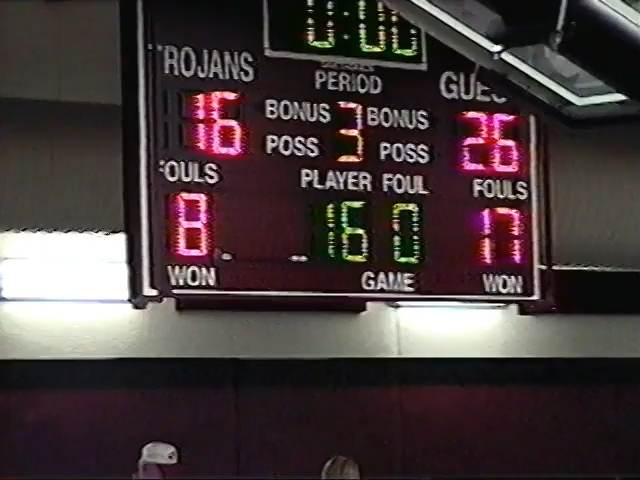 0:00
TROJANS PERIOD GUES
16 BONUS 3 BONUS 26
POSS POSS
FOULS PLAYER FOUL FOULS
8 16 0 17
WON GAME WON